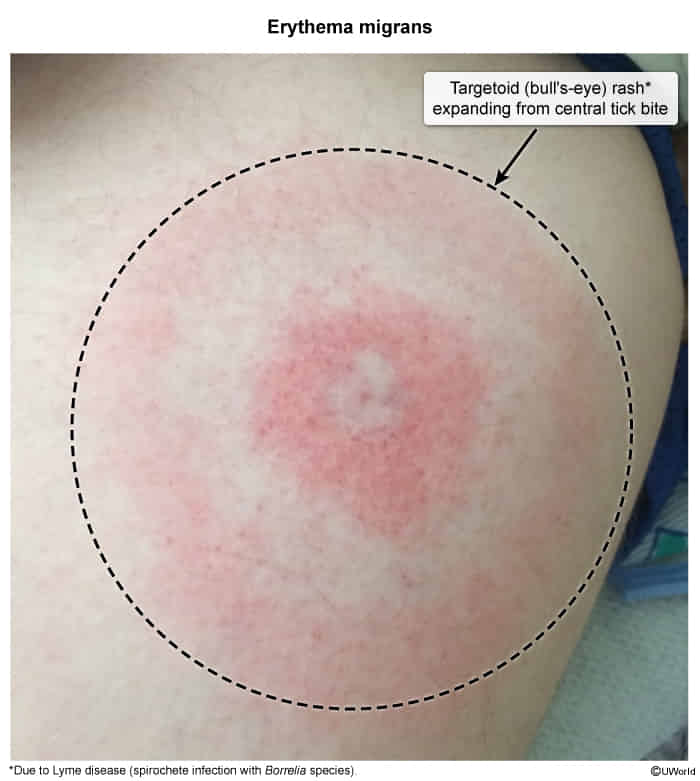 Erythema migrans
Targetoid (bull's-eye) rash*
expanding from central tick bite
*Due to Lyme disease (spirochete infection with Borrelia species).
©UWorld